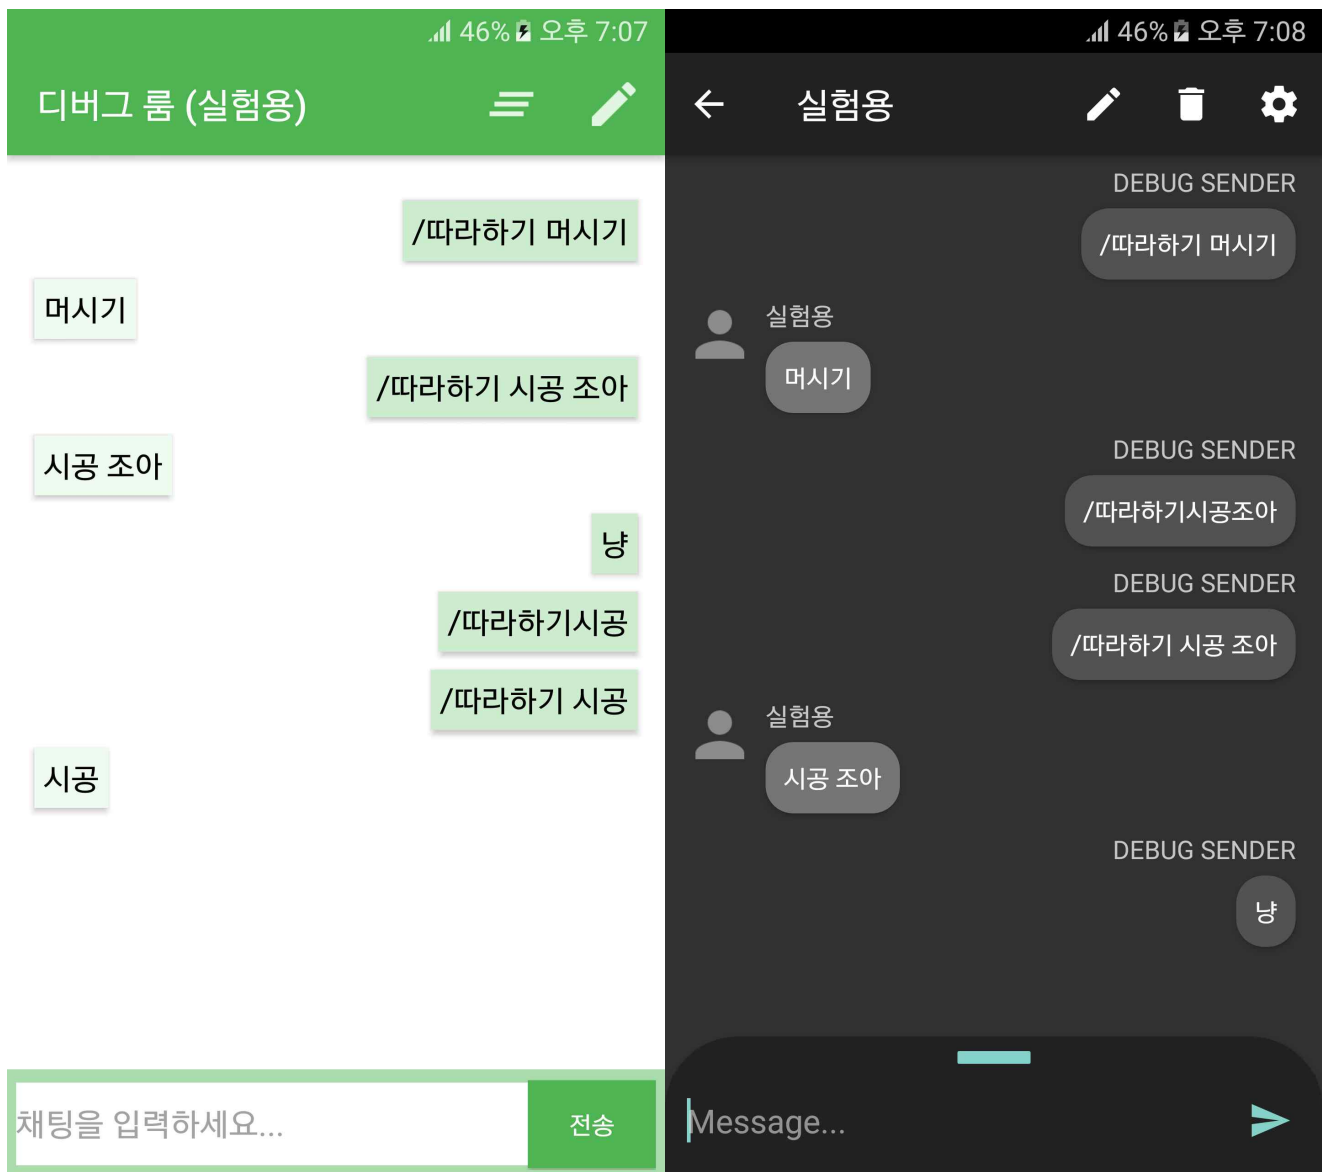 46% 오후 7:07
디버그 룸 (실험용)
/따라하기 머시기
머시기
/따라하기 시공 조아
시공 조아
냥
/따라하기시공
/따라하기 시공
시공
채팅을 입력하세요...
전송
46% 오후 7:08
실험용
DEBUG SENDER
/따라하기 머시기
실험용
머시기
DEBUG SENDER
/따라하기시공조아
DEBUG SENDER
/따라하기 시공 조아
실험용
시공 조아
DEBUG SENDER
냥
Message...